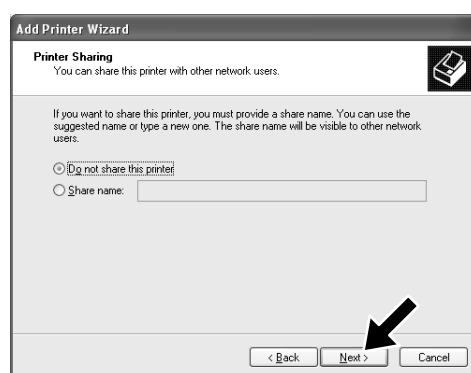 Add Printer Wizard
Printer Sharing
You can share this printer with other network users.
If you want to share this printer, you must provide a share name. You can use the
suggested name or type a new one. The share name will be visible to other network
users.
Do not share this printer
Share name:
< Back Next > Cancel